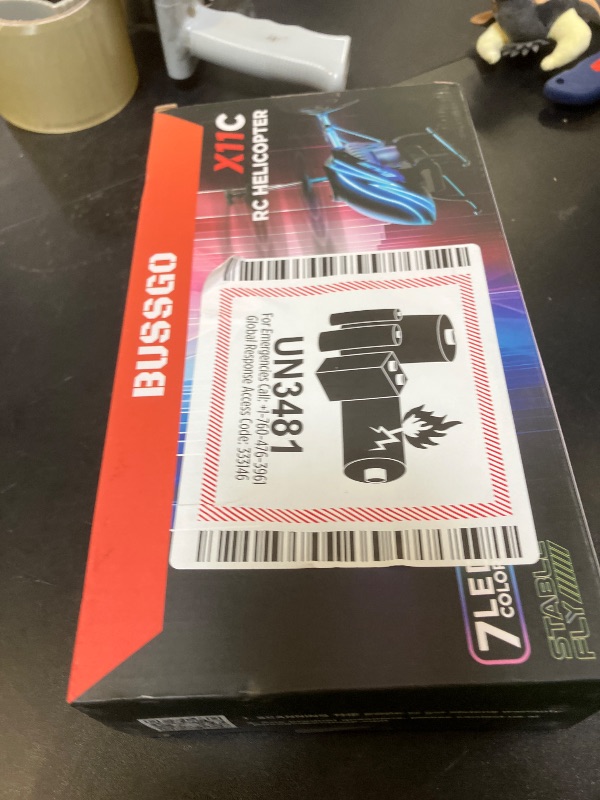 BUSSGO
X11C
RC HELICOPTER
UN3481
For Emergencies Call: +1-760-476-3961
Global Response Access Code: 333146
7 LED
COLOR
STABLE
FLY